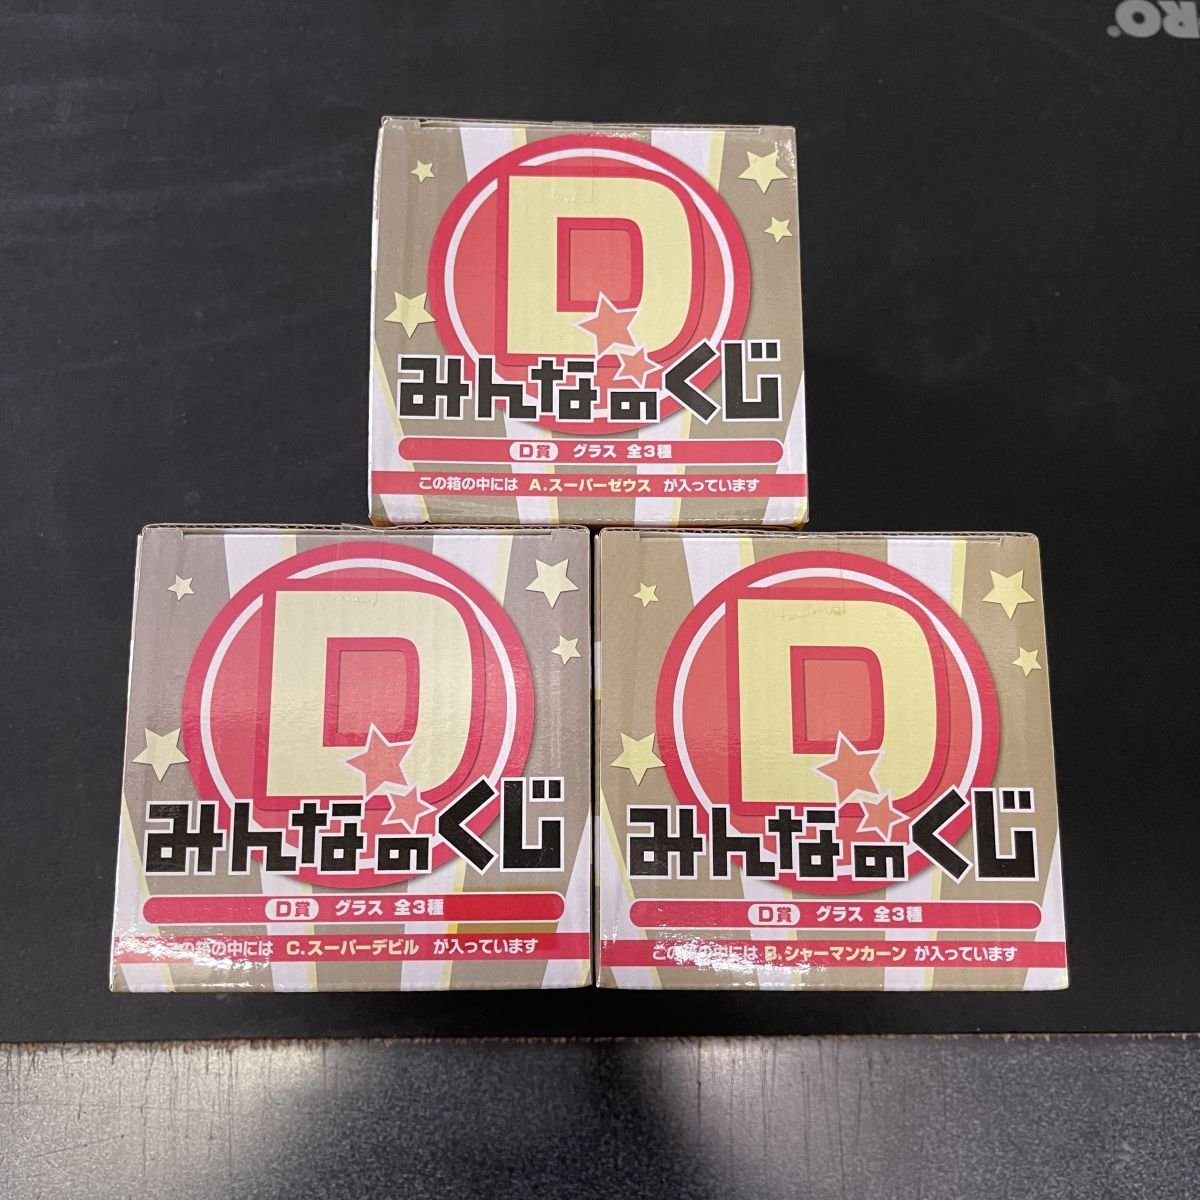 RO®
D
みんなのくじ
D賞 グラス 全3種
この箱の中には A.スーパーゼウス が入っています
D
みんなのくじ
D賞 グラス 全3種
この箱の中には C.スーパーデビル が入っています
D
みんなのくじ
D賞 グラス 全3種
この箱の中には B.シャーマンカーン が入っています